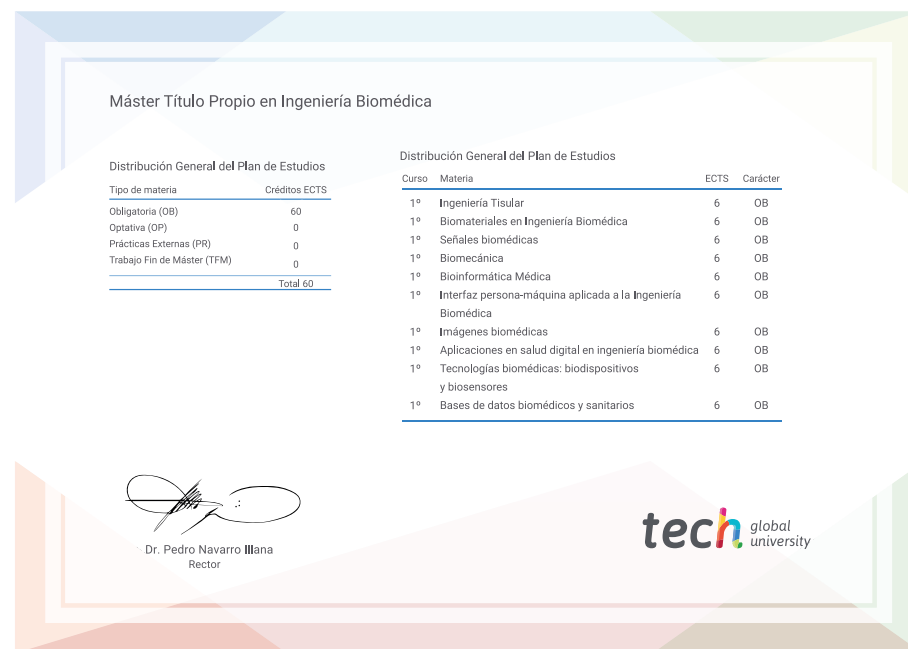 Máster Título Propio en Ingeniería Biomédica
Distribución General del Plan de Estudios
Tipo de materia Créditos ECTS
Obligatoria (OB) 60
Optativa (OP) 0
Prácticas Externas (PR) 0
Trabajo Fin de Máster (TFM) 0
Total 60
Distribución General del Plan de Estudios
Curso Materia ECTS Carácter
1º Ingeniería Tisular 6 OB
1º Biomateriales en Ingeniería Biomédica 6 OB
1º Señales biomédicas 6 OB
1º Biomecánica 6 OB
1º Bioinformática Médica 6 OB
1º Interfaz persona-máquina aplicada a la Ingeniería 6 OB
Biomédica
1º Imágenes biomédicas 6 OB
1º Aplicaciones en salud digital en ingeniería biomédica 6 OB
1º Tecnologías biomédicas: biodispositivos 6 OB
y biosensores
1º Bases de datos biomédicos y sanitarios 6 OB
Dr. Pedro Navarro Illana
Rector
tech global
university